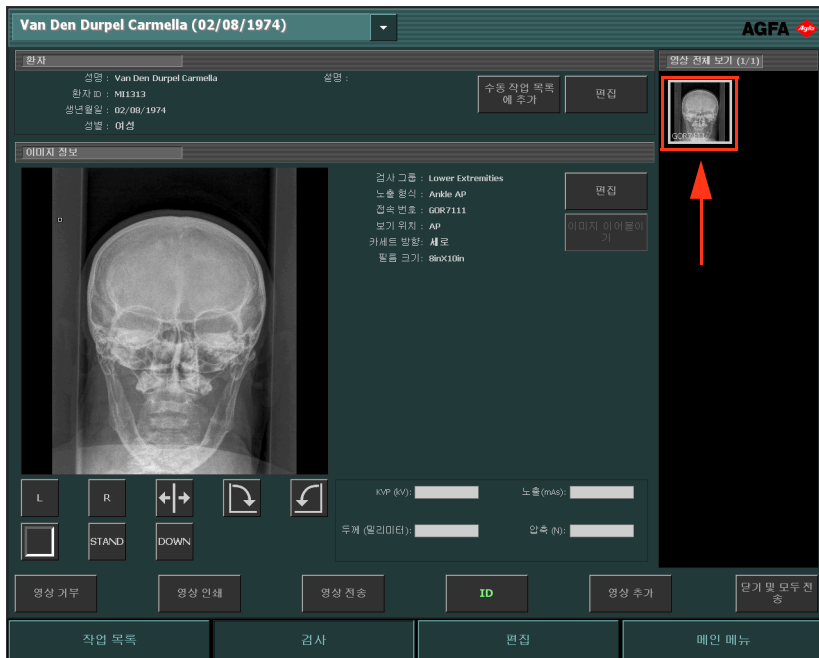 Van Den Durpel Carmella (02/08/1974)
AGFA
Agfa
환자
성명 : Van Den Durpel Carmella
설명 :
환자 ID : MI1313
생년월일 : 02/08/1974
성별 : 여성
수동 작업 목록
에 추가
편집
영상 전체 보기 (1/1)
GOR7111
이미지 정보
검사 그룹 : Lower Extremities
노출 형식 : Ankle AP
접속 번호 : GOR7111
보기 위치 : AP
카세트 방향: 세로
필름 크기: 8inX10in
편집
이미지 이어붙이
기
L
R
STAND
DOWN
KVP (kV):
노출(mAs):
두께 (밀리미터):
압축 (N):
영상 거부
영상 인쇄
영상 전송
ID
영상 추가
닫기 및 모두 전
송
작업 목록
검사
편집
메인 메뉴